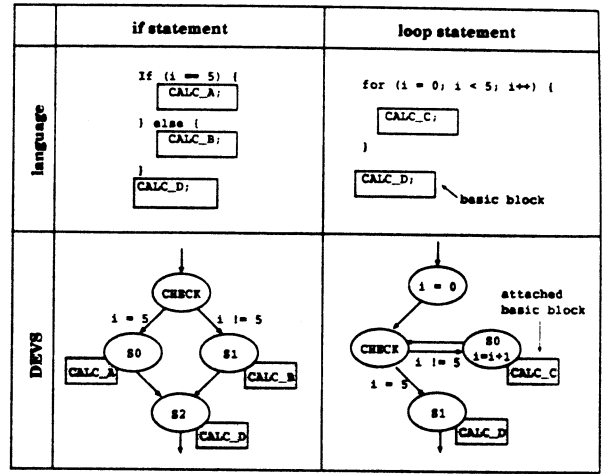 if statement
loop statement
language
If (i == 5) {
CALC_A;
} else {
CALC_B;
}
CALC_D;
for (i = 0; i < 5; i++) {
CALC_C;
}
CALC_D;
basic block
DEVS
CHECK
i = 5
i != 5
S0
S1
CALC_A
CALC_B
S2
CALC_D
i = 0
attached
basic block
CHECK
S0
i=i+1
i != 5
CALC_C
i = 5
S1
CALC_D